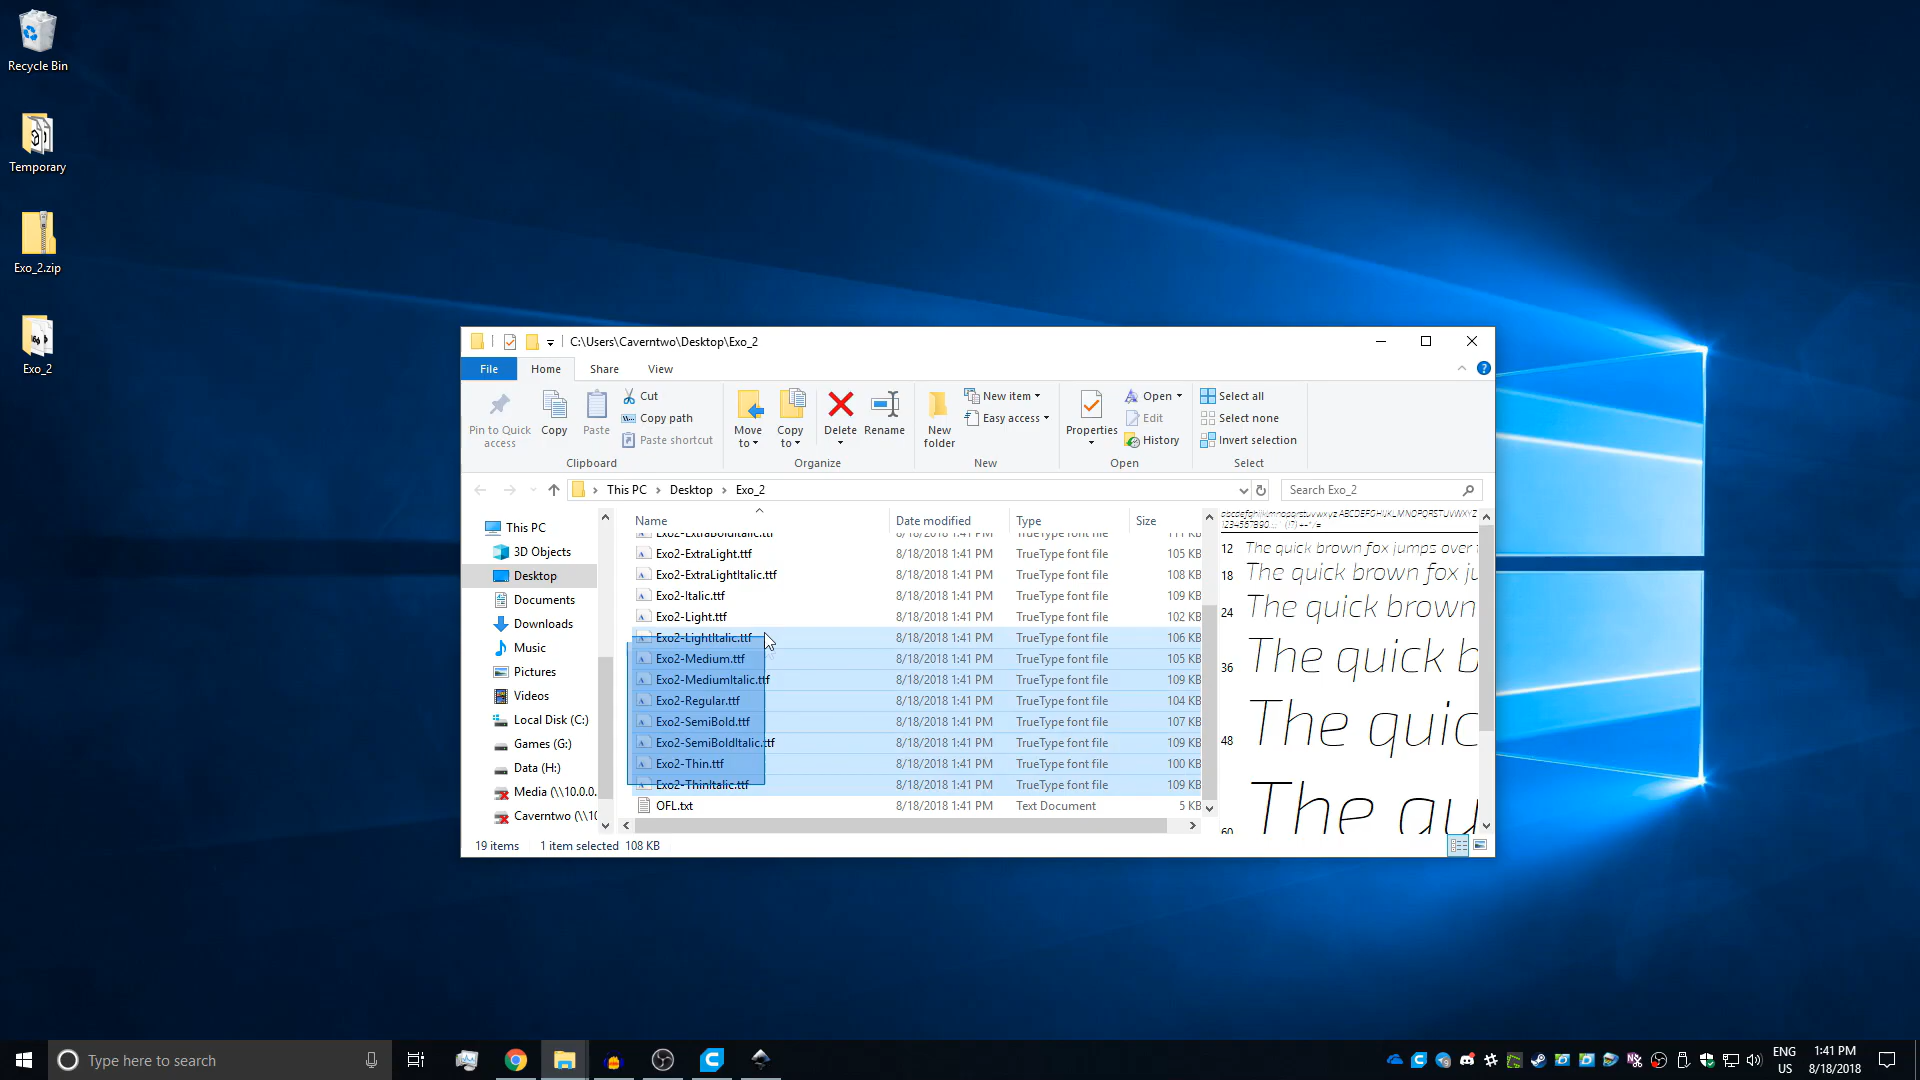 Recycle Bin
Temporary
Exo_2.zip
Exo_2
C:\Users\Caverntwo\Desktop\Exo_2
File
Home
Share
View
Pin to Quick access
Copy
Paste
Cut
Copy path
Paste shortcut
Clipboard
Move to
Copy to
Delete
Rename
Organize
New folder
New item
Easy access
New
Properties
Open
Edit
History
Open
Select all
Select none
Invert selection
Select
This PC
Desktop
Exo_2
Search Exo_2
This PC
3D Objects
Desktop
Documents
Downloads
Music
Pictures
Videos
Local Disk (C:)
Games (G:)
Data (H:)
Media (\\10.0.0.
Caverntwo (\\10
Name Date modified Type Size
Exo2-ExtraBoldItalic.ttf 8/18/2018 1:41 PM TrueType font file 111 KB
Exo2-ExtraLight.ttf 8/18/2018 1:41 PM TrueType font file 105 KB
Exo2-ExtraLightItalic.ttf 8/18/2018 1:41 PM TrueType font file 108 KB
Exo2-Italic.ttf 8/18/2018 1:41 PM TrueType font file 109 KB
Exo2-Light.ttf 8/18/2018 1:41 PM TrueType font file 102 KB
Exo2-LightItalic.ttf 8/18/2018 1:41 PM TrueType font file 106 KB
Exo2-Medium.ttf 8/18/2018 1:41 PM TrueType font file 105 KB
Exo2-MediumItalic.ttf 8/18/2018 1:41 PM TrueType font file 109 KB
Exo2-Regular.ttf 8/18/2018 1:41 PM TrueType font file 104 KB
Exo2-SemiBold.ttf 8/18/2018 1:41 PM TrueType font file 107 KB
Exo2-SemiBoldItalic.ttf 8/18/2018 1:41 PM TrueType font file 109 KB
Exo2-Thin.ttf 8/18/2018 1:41 PM TrueType font file 100 KB
Exo2-ThinItalic.ttf 8/18/2018 1:41 PM TrueType font file 109 KB
OFL.txt 8/18/2018 1:41 PM Text Document 5 KB
abcdefghijklmnopqrstuvwxyz ABCDEFGHIJKLMNOPQRSTUVWXYZ
12 The quick brown fox jumps over
18 The quick brown fox ju
24 The quick brown
36 The quick b
48 The quic
60 The qu
19 items
1 item selected 108 KB
Type here to search
ENG
US
1:41 PM
8/18/2018